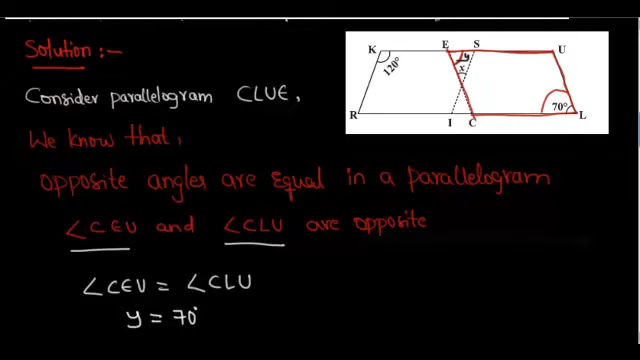 Solution :-
K E S U
120° y x 70°
R I C L
Consider parallelogram CLUE,
We know that,
opposite angles are Equal in a parallelogram
∠CEU and ∠CLU are opposite
∠CEU = ∠CLU
y = 70°